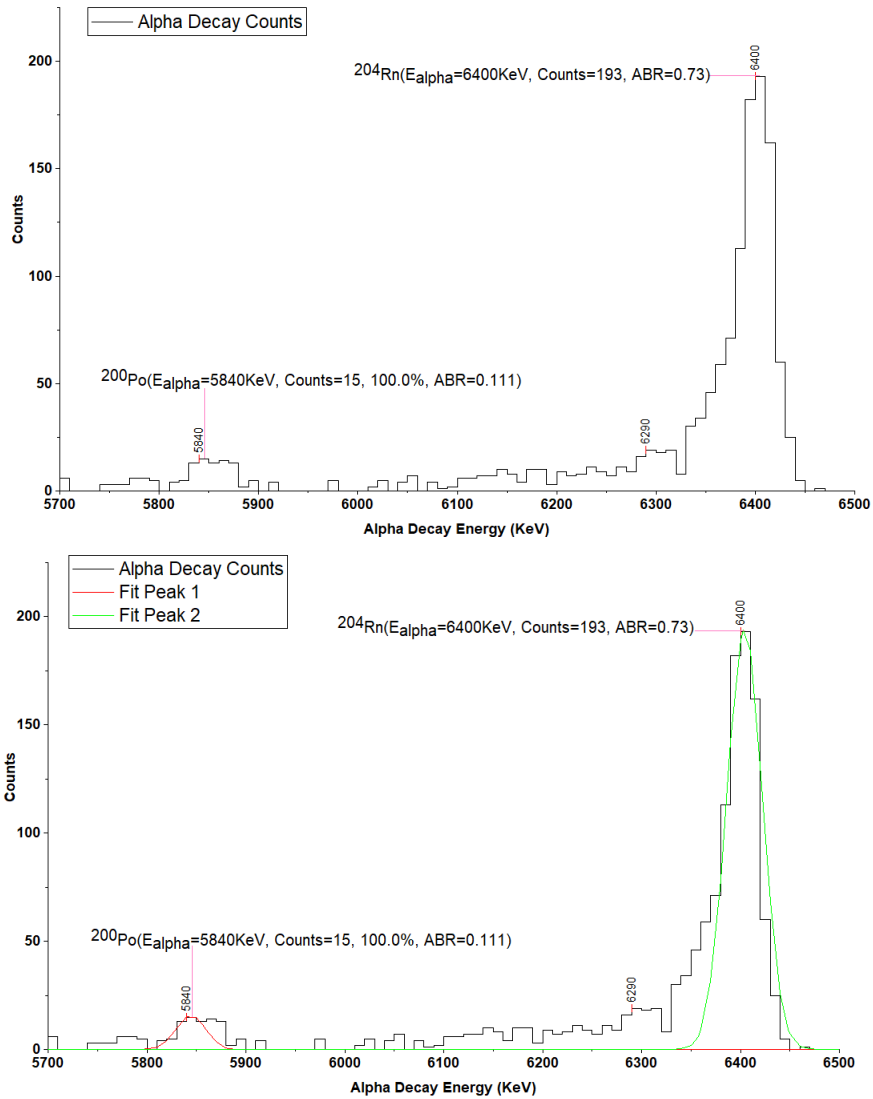 Alpha Decay Counts
6400
²⁰⁴Rn(Ealpha=6400KeV, Counts=193, ABR=0.73)
200
150
Counts
100
50
²⁰⁰Po(Ealpha=5840KeV, Counts=15, 100.0%, ABR=0.111)
5840
6290
0
5700 5800 5900 6000 6100 6200 6300 6400 6500
Alpha Decay Energy (KeV)
Alpha Decay Counts
Fit Peak 1
Fit Peak 2
6400
²⁰⁴Rn(Ealpha=6400KeV, Counts=193, ABR=0.73)
200
150
Counts
100
50
²⁰⁰Po(Ealpha=5840KeV, Counts=15, 100.0%, ABR=0.111)
5840
6290
0
5700 5800 5900 6000 6100 6200 6300 6400 6500
Alpha Decay Energy (KeV)